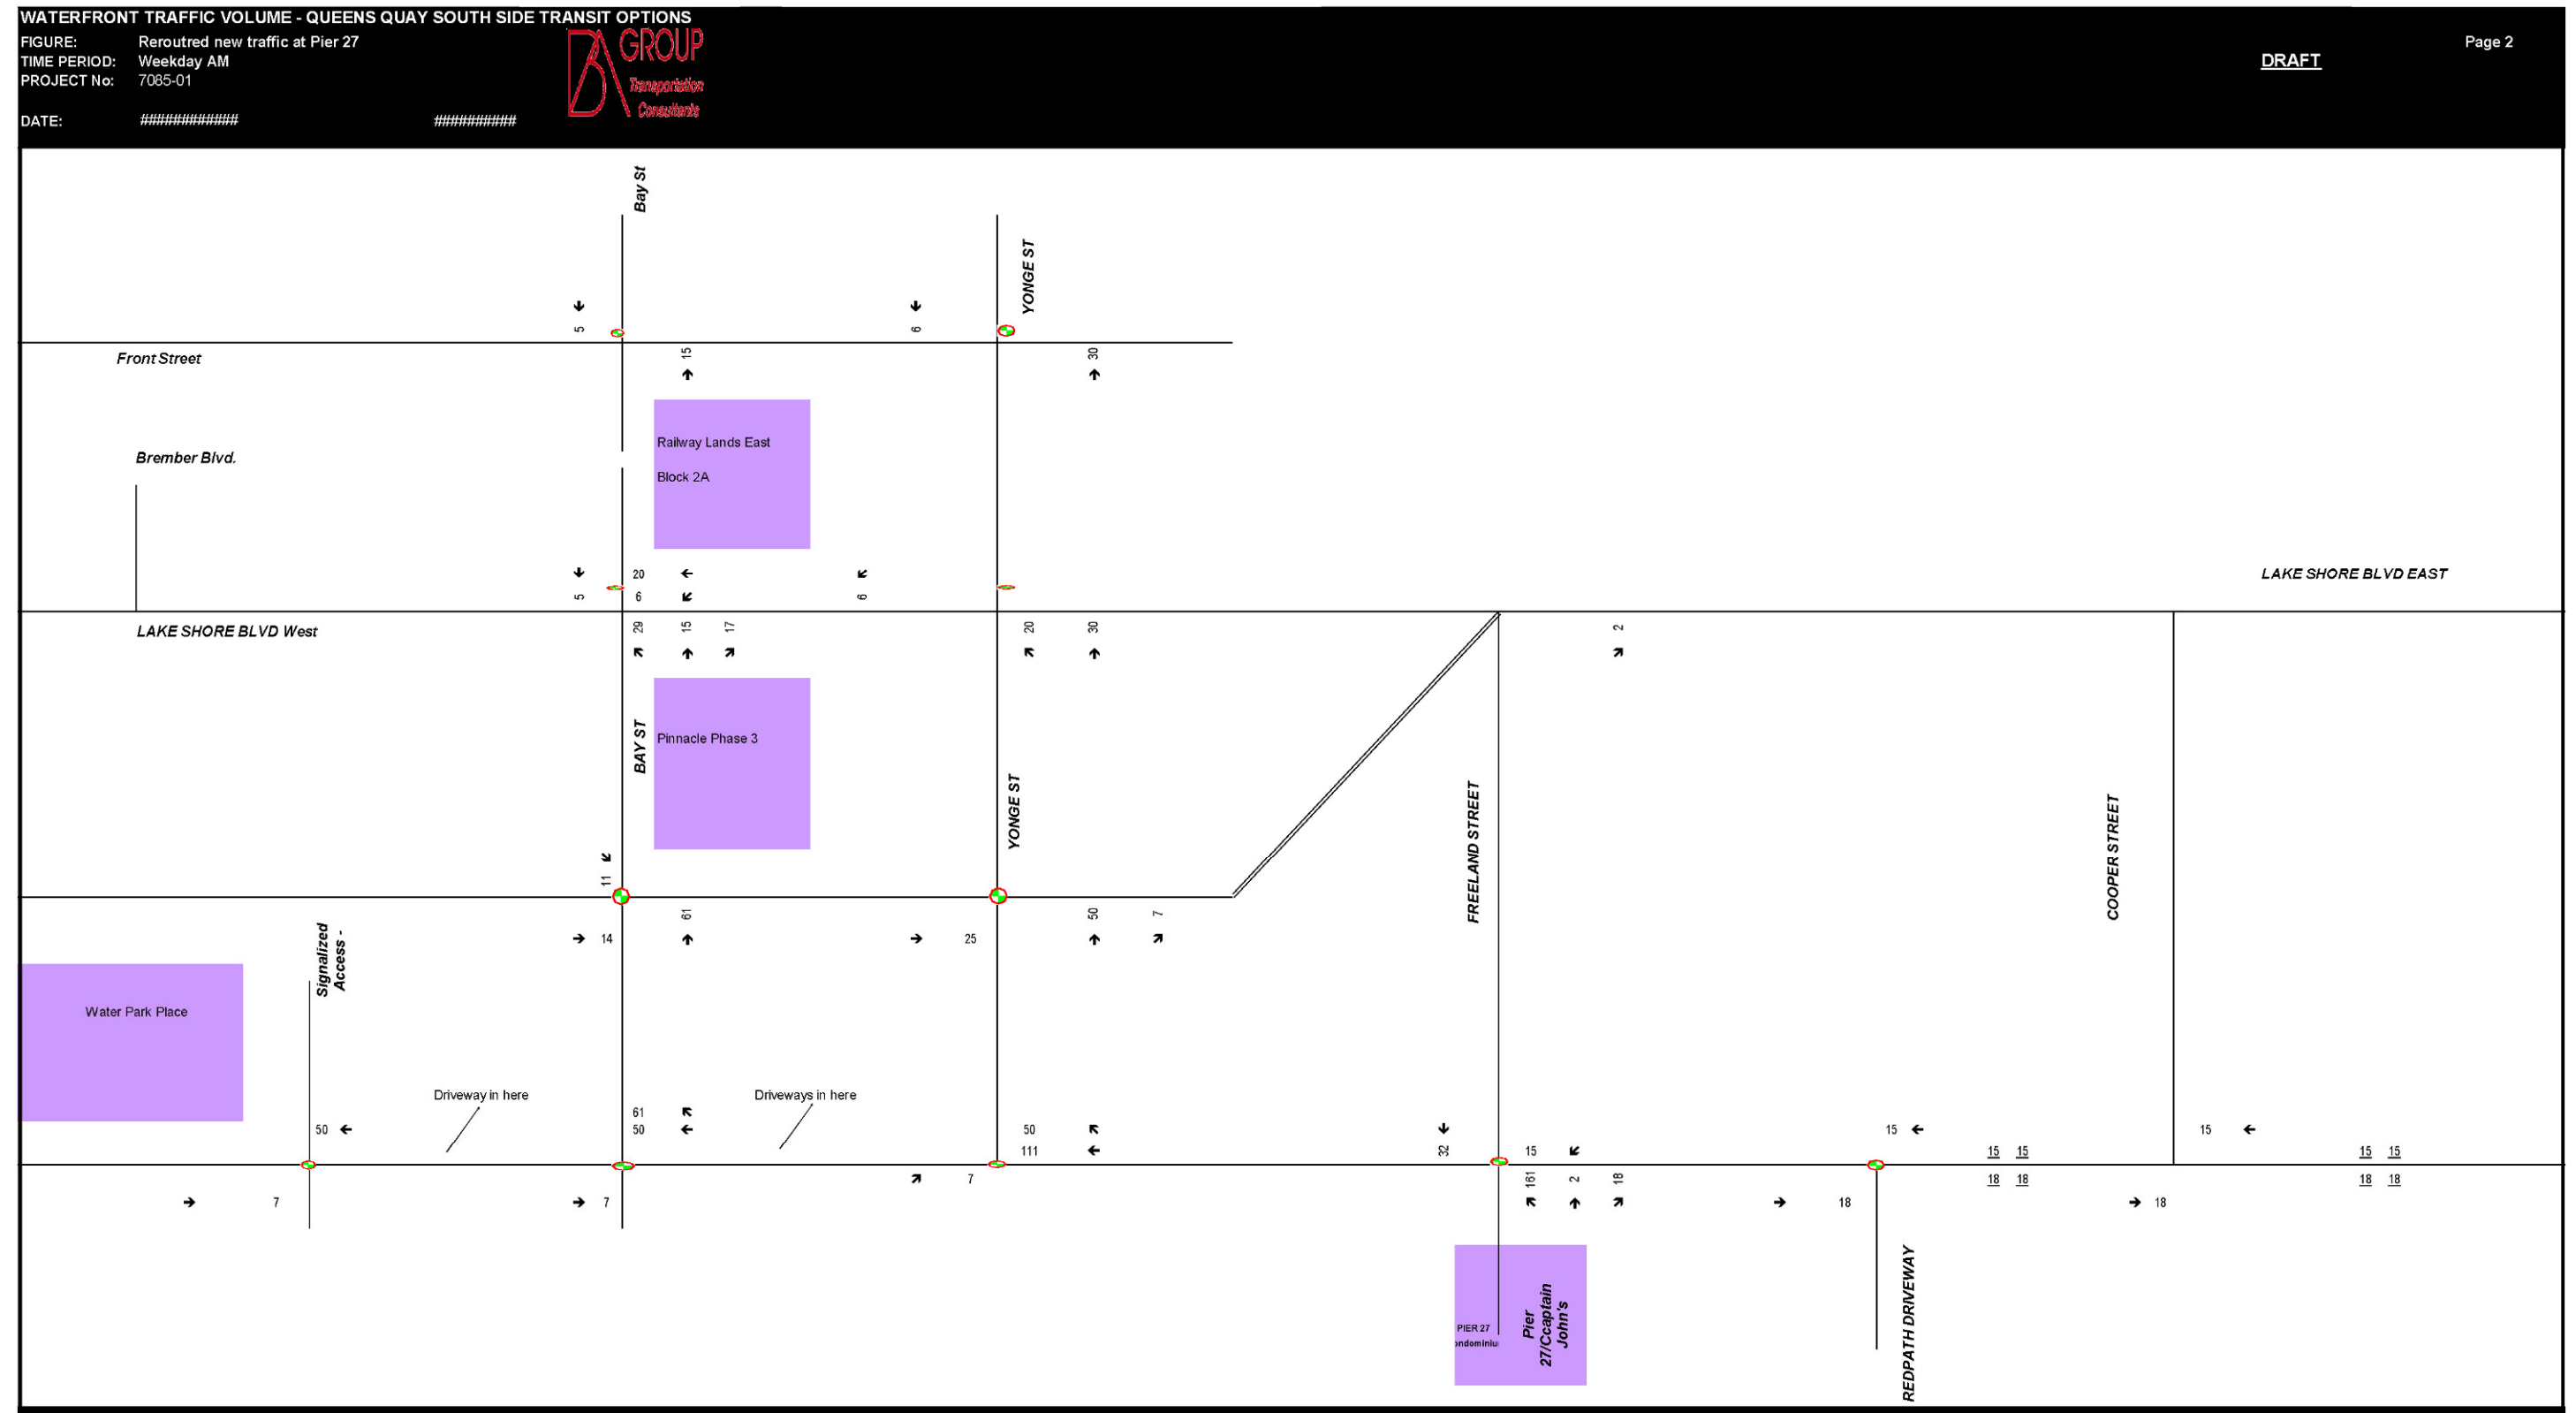 WATERFRONT TRAFFIC VOLUME - QUEENS QUAY SOUTH SIDE TRANSIT OPTIONS
FIGURE: Reroutred new traffic at Pier 27
TIME PERIOD: Weekday AM
PROJECT No: 7085-01
DATE: ############ ##########
BA GROUP
Transportation
Consultants
DRAFT
Page 2
Bay St
YONGE ST
5
6
Front Street
15
30
Brember Blvd.
Railway Lands East
Block 2A
5
20
6
6
LAKE SHORE BLVD EAST
LAKE SHORE BLVD West
29 15 17
20 30
2
BAY ST
Pinnacle Phase 3
YONGE ST
FREELAND STREET
COOPER STREET
11
61
14
50 7
25
Signalized
Access -
Water Park Place
Driveway in here
Driveways in here
50
61
50
50
111
32
15
15
15 15
15
15 15
7
7
7
161 2 18
18
18 18
18
18 18
PIER 27
ondominiu
Pier
27/Ccaptain
John's
REDPATH DRIVEWAY